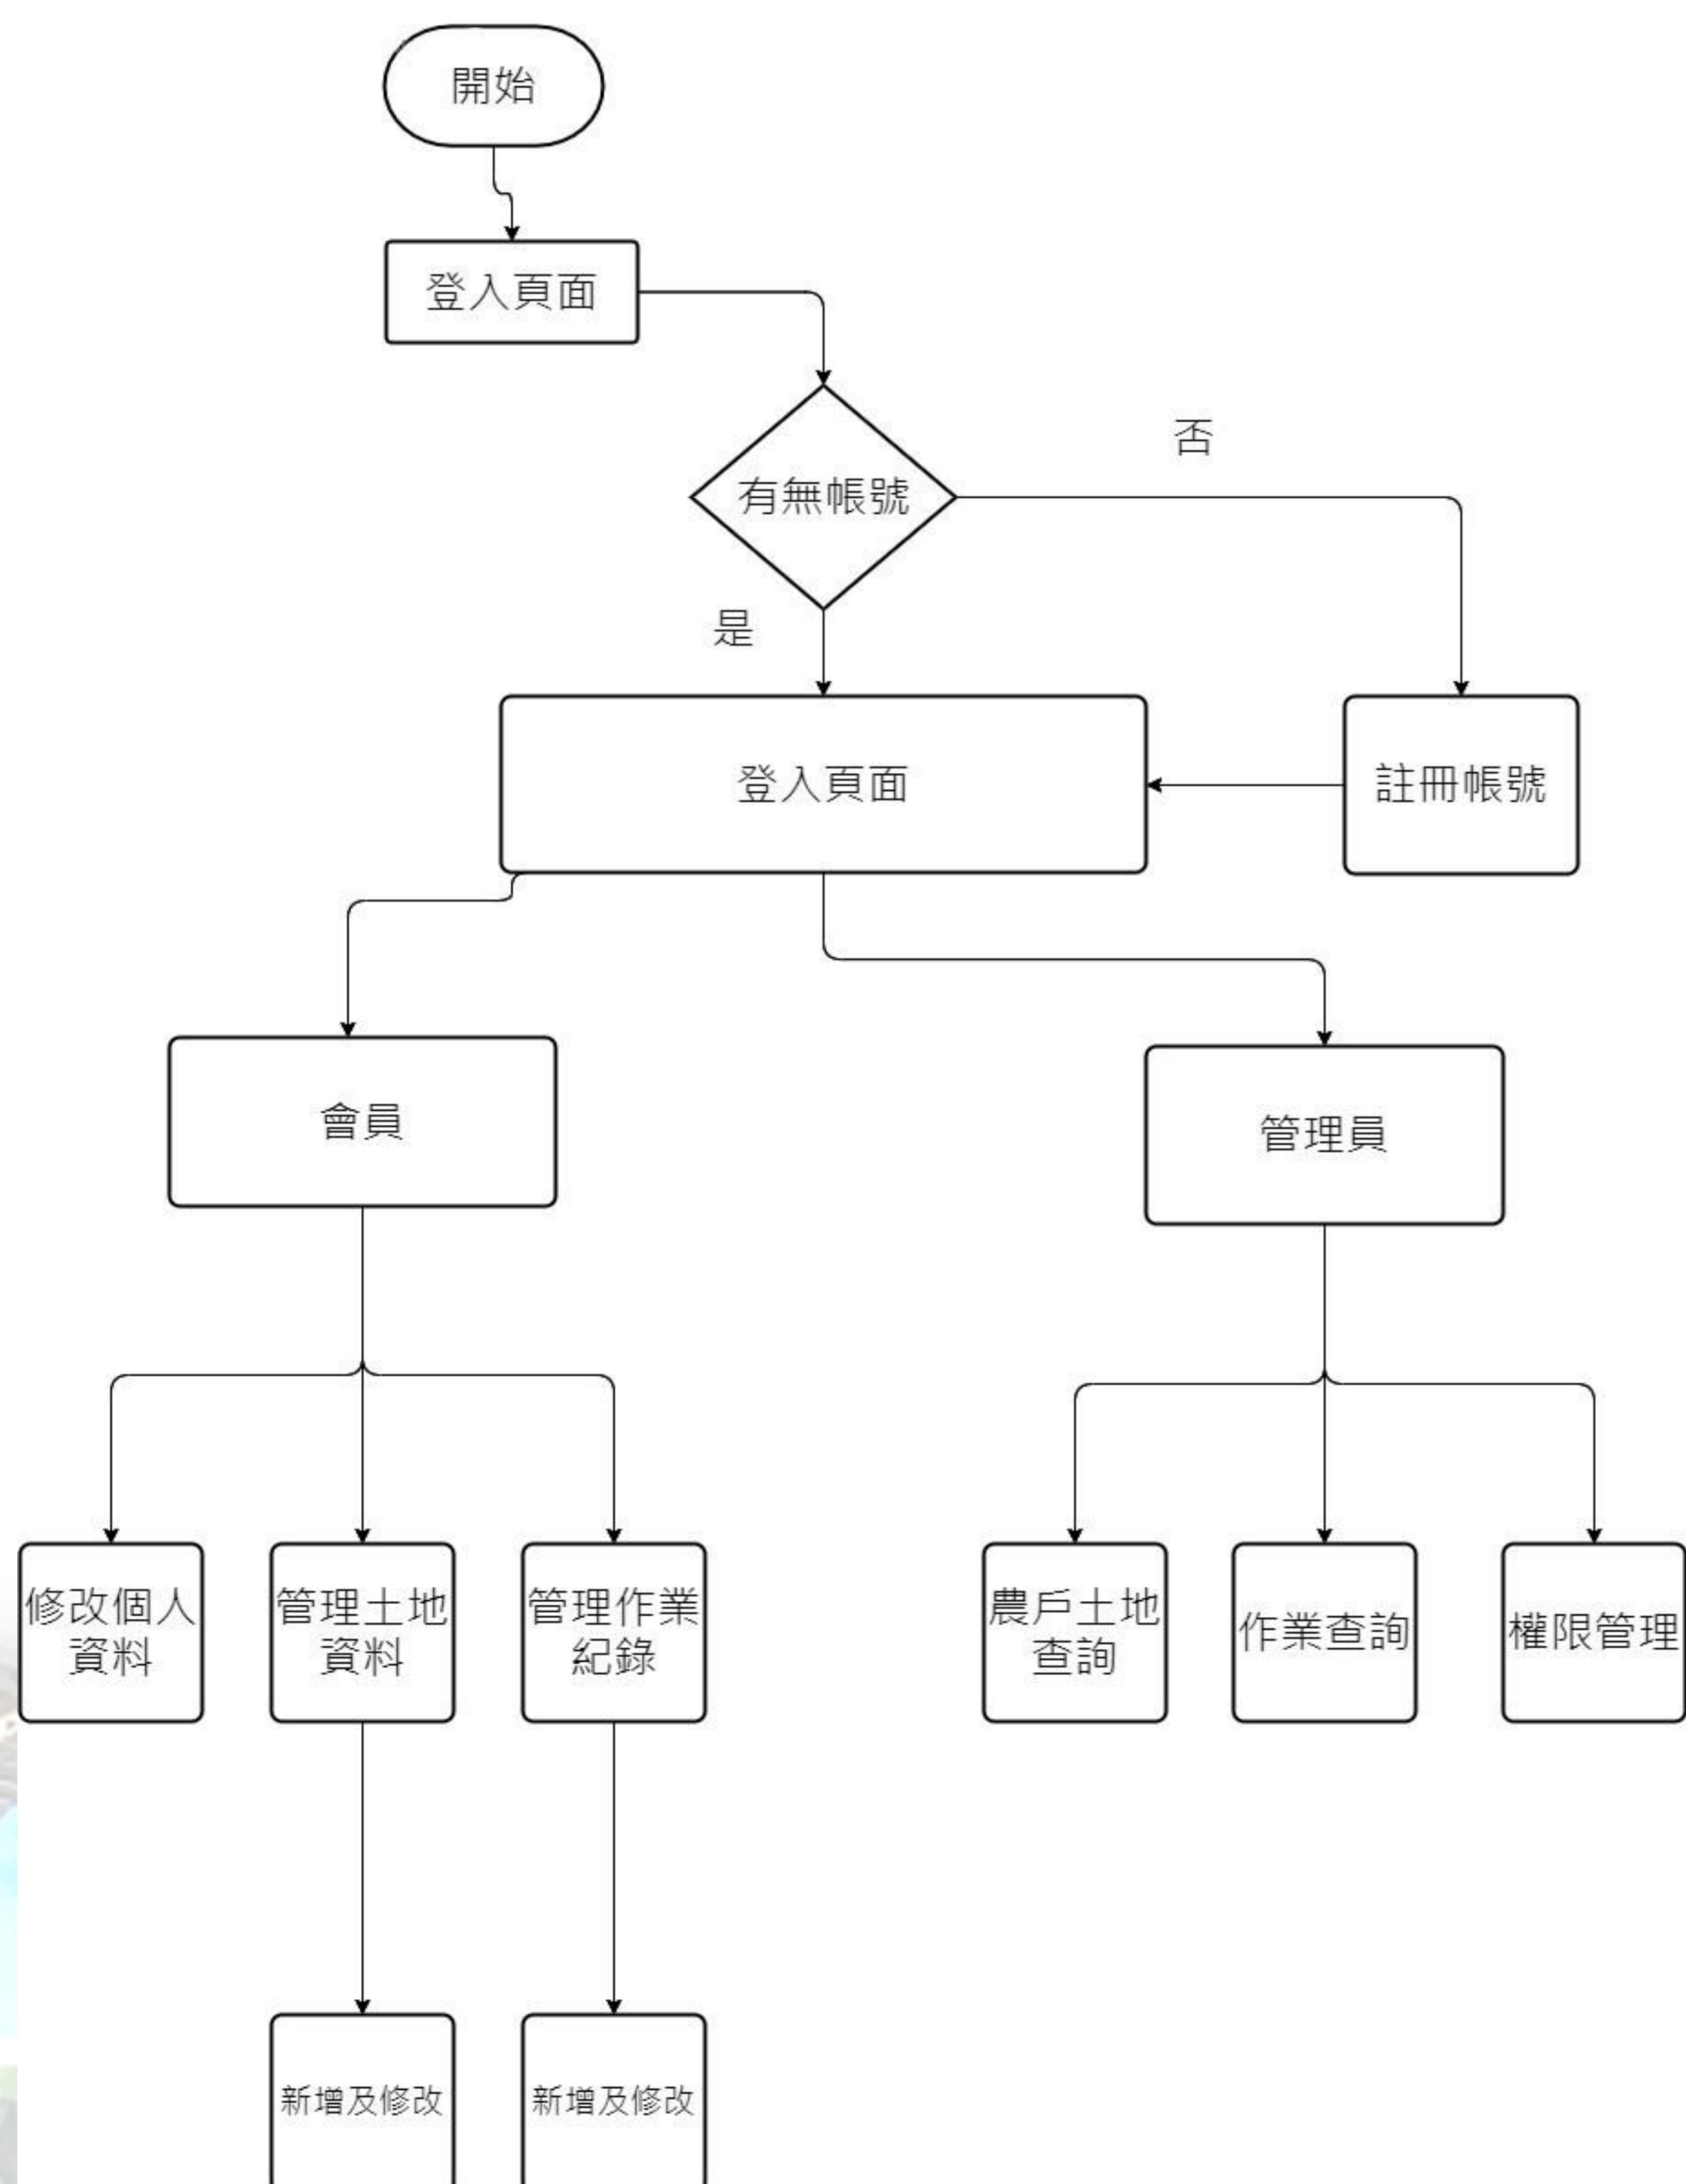 開始
登入頁面
有無帳號
否
是
登入頁面
註冊帳號
會員
管理員
修改個人
資料
管理土地
資料
管理作業
紀錄
農戶土地
查詢
作業查詢
權限管理
新增及修改
新增及修改